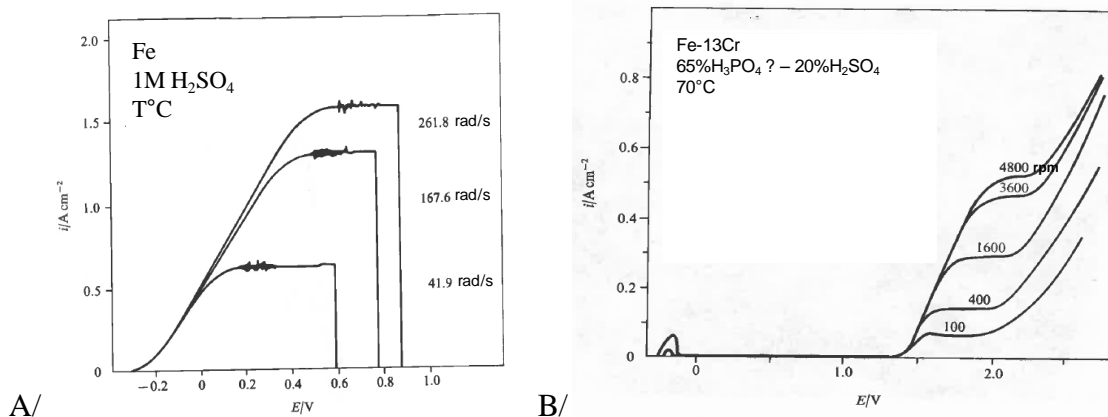 2.0
1.5
1.0
0.5
0
i/A cm⁻²
Fe
1M H₂SO₄
T°C
261.8 rad/s
167.6 rad/s
41.9 rad/s
−0.2
0
0.2
0.4
0.6
0.8
1.0
E/V
A/
0.8
0.6
0.4
0.2
0
i/A cm⁻²
Fe-13Cr
65%H₃PO₄ ? – 20%H₂SO₄
70°C
4800 rpm
3600
1600
400
100
0
1.0
2.0
E/V
B/